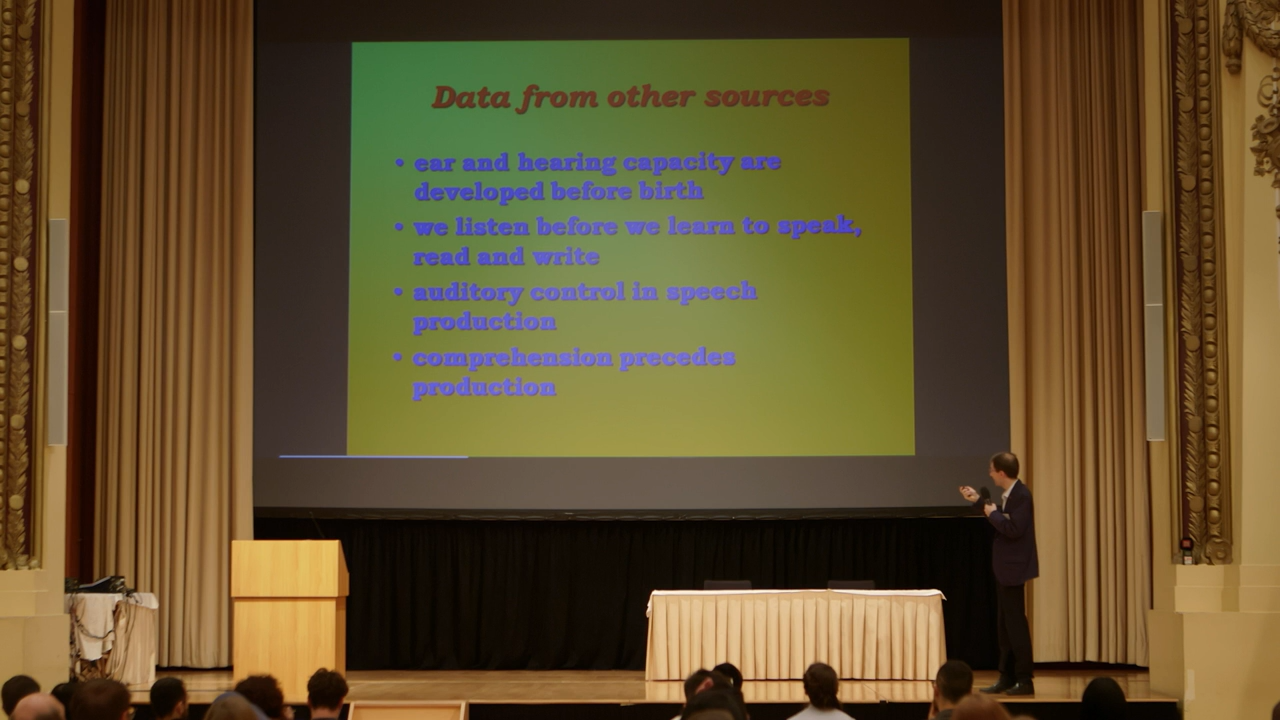 Data from other sources
• ear and hearing capacity are
developed before birth
• we listen before we learn to speak,
read and write
• auditory control in speech
production
• comprehension precedes
production